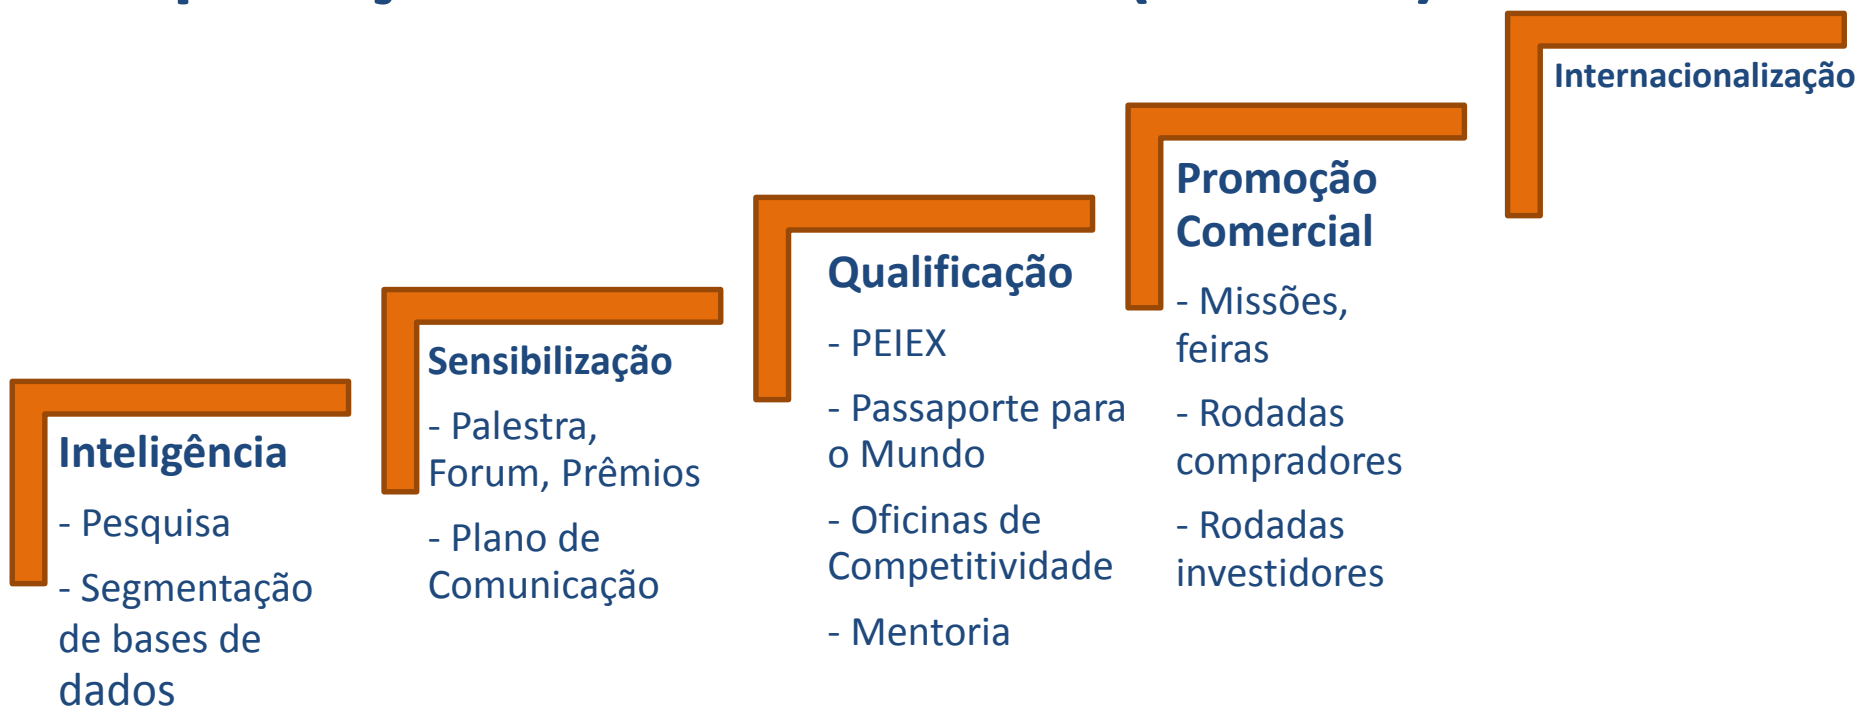 Inteligência
- Pesquisa
- Segmentação
de bases de
dados
Sensibilização
- Palestra,
Forum, Prêmios
- Plano de
Comunicação
Qualificação
- PEIEX
- Passaporte para
o Mundo
- Oficinas de
Competitividade
- Mentoria
Promoção
Comercial
- Missões,
feiras
- Rodadas
compradores
- Rodadas
investidores
Internacionalização